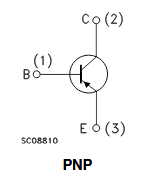 C (2)
(1)
B
E (3)
SC08810
PNP